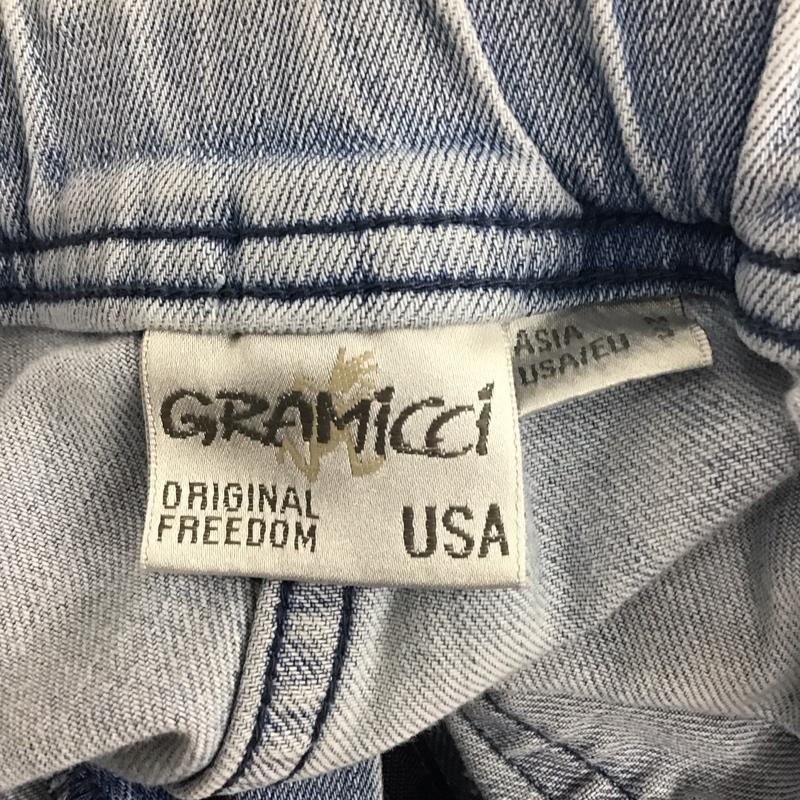 GRAMiCCi
ORIGINAL
FREEDOM
USA
ASIA
USA/EU